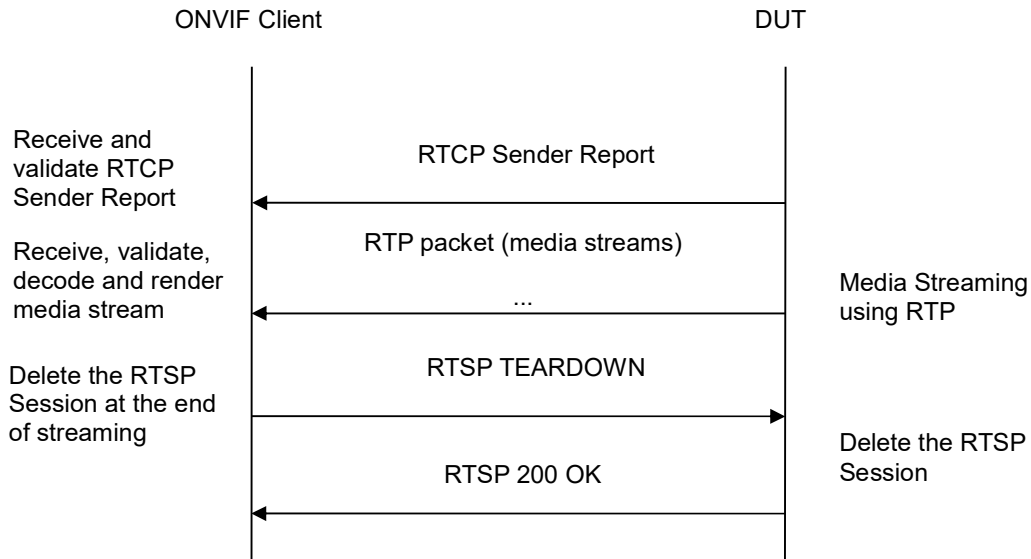 ONVIF Client
DUT
Receive and
validate RTCP
Sender Report
RTCP Sender Report
Receive, validate,
decode and render
media stream
RTP packet (media streams)
...
Media Streaming
using RTP
Delete the RTSP
Session at the end
of streaming
RTSP TEARDOWN
Delete the RTSP
Session
RTSP 200 OK